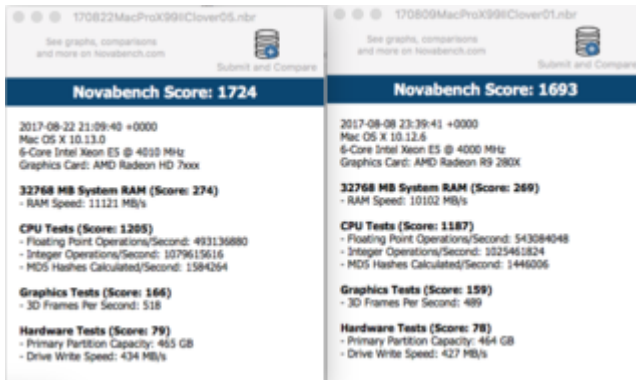 170822MacProX99IIClover05.nbr
See graphs, comparisons
and more on Novabench.com
Submit and Compare
Novabench Score: 1724
2017-08-22 21:09:40 +0000
Mac OS X 10.13.0
6-Core Intel Xeon E5 @ 4010 MHz
Graphics Card: AMD Radeon HD 7xxx
32768 MB System RAM (Score: 274)
- RAM Speed: 11121 MB/s
CPU Tests (Score: 1205)
- Floating Point Operations/Second: 493136880
- Integer Operations/Second: 1079615616
- MD5 Hashes Calculated/Second: 1584264
Graphics Tests (Score: 166)
- 3D Frames Per Second: 518
Hardware Tests (Score: 79)
- Primary Partition Capacity: 465 GB
- Drive Write Speed: 434 MB/s
170809MacProX99IIClover01.nbr
See graphs, comparisons
and more on Novabench.com
Submit and Compare
Novabench Score: 1693
2017-08-08 23:39:41 +0000
Mac OS X 10.12.6
6-Core Intel Xeon E5 @ 4000 MHz
Graphics Card: AMD Radeon R9 280X
32768 MB System RAM (Score: 269)
- RAM Speed: 10102 MB/s
CPU Tests (Score: 1187)
- Floating Point Operations/Second: 543084048
- Integer Operations/Second: 1025461824
- MD5 Hashes Calculated/Second: 1446006
Graphics Tests (Score: 159)
- 3D Frames Per Second: 489
Hardware Tests (Score: 78)
- Primary Partition Capacity: 464 GB
- Drive Write Speed: 427 MB/s